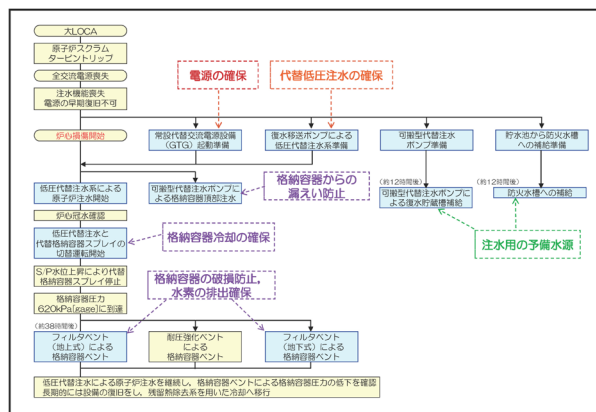 大LOCA
原子炉スクラム
タービントリップ
全交流電源喪失
注水機能喪失
電源の早期復旧不可
電源の確保
代替低圧注水の確保
炉心損傷開始
常設代替交流電源設備
（GTG）起動準備
復水移送ポンプによる
低圧代替注水系準備
可搬型代替注水
ポンプ準備
貯水池から防火水槽
への補給準備
低圧代替注水系による
原子炉注水開始
可搬型代替注水ポンプ
による格納容器頂部注水
格納容器からの
漏えい防止
（約12時間後）
可搬型代替注水ポンプに
よる復水貯蔵槽補給
（約12時間後）
防火水槽への補給
炉心冠水確認
低圧代替注水と
代替格納容器スプレイの
切替運転開始
格納容器冷却の確保
注水用の予備水源
S/P水位上昇により代替
格納容器スプレイ停止
格納容器圧力
620kPa[gage]に到達
格納容器の破損防止，
水素の排出確保
（約38時間後）
フィルタベント
（地上式）による
格納容器ベント
耐圧強化ベント
による
格納容器ベント
フィルタベント
（地下式）による
格納容器ベント
低圧代替注水による原子炉注水を継続し，格納容器ベントによる格納容器圧力の低下を確認
長期的には設備の復旧をし，残留熱除去系を用いた冷却へ移行